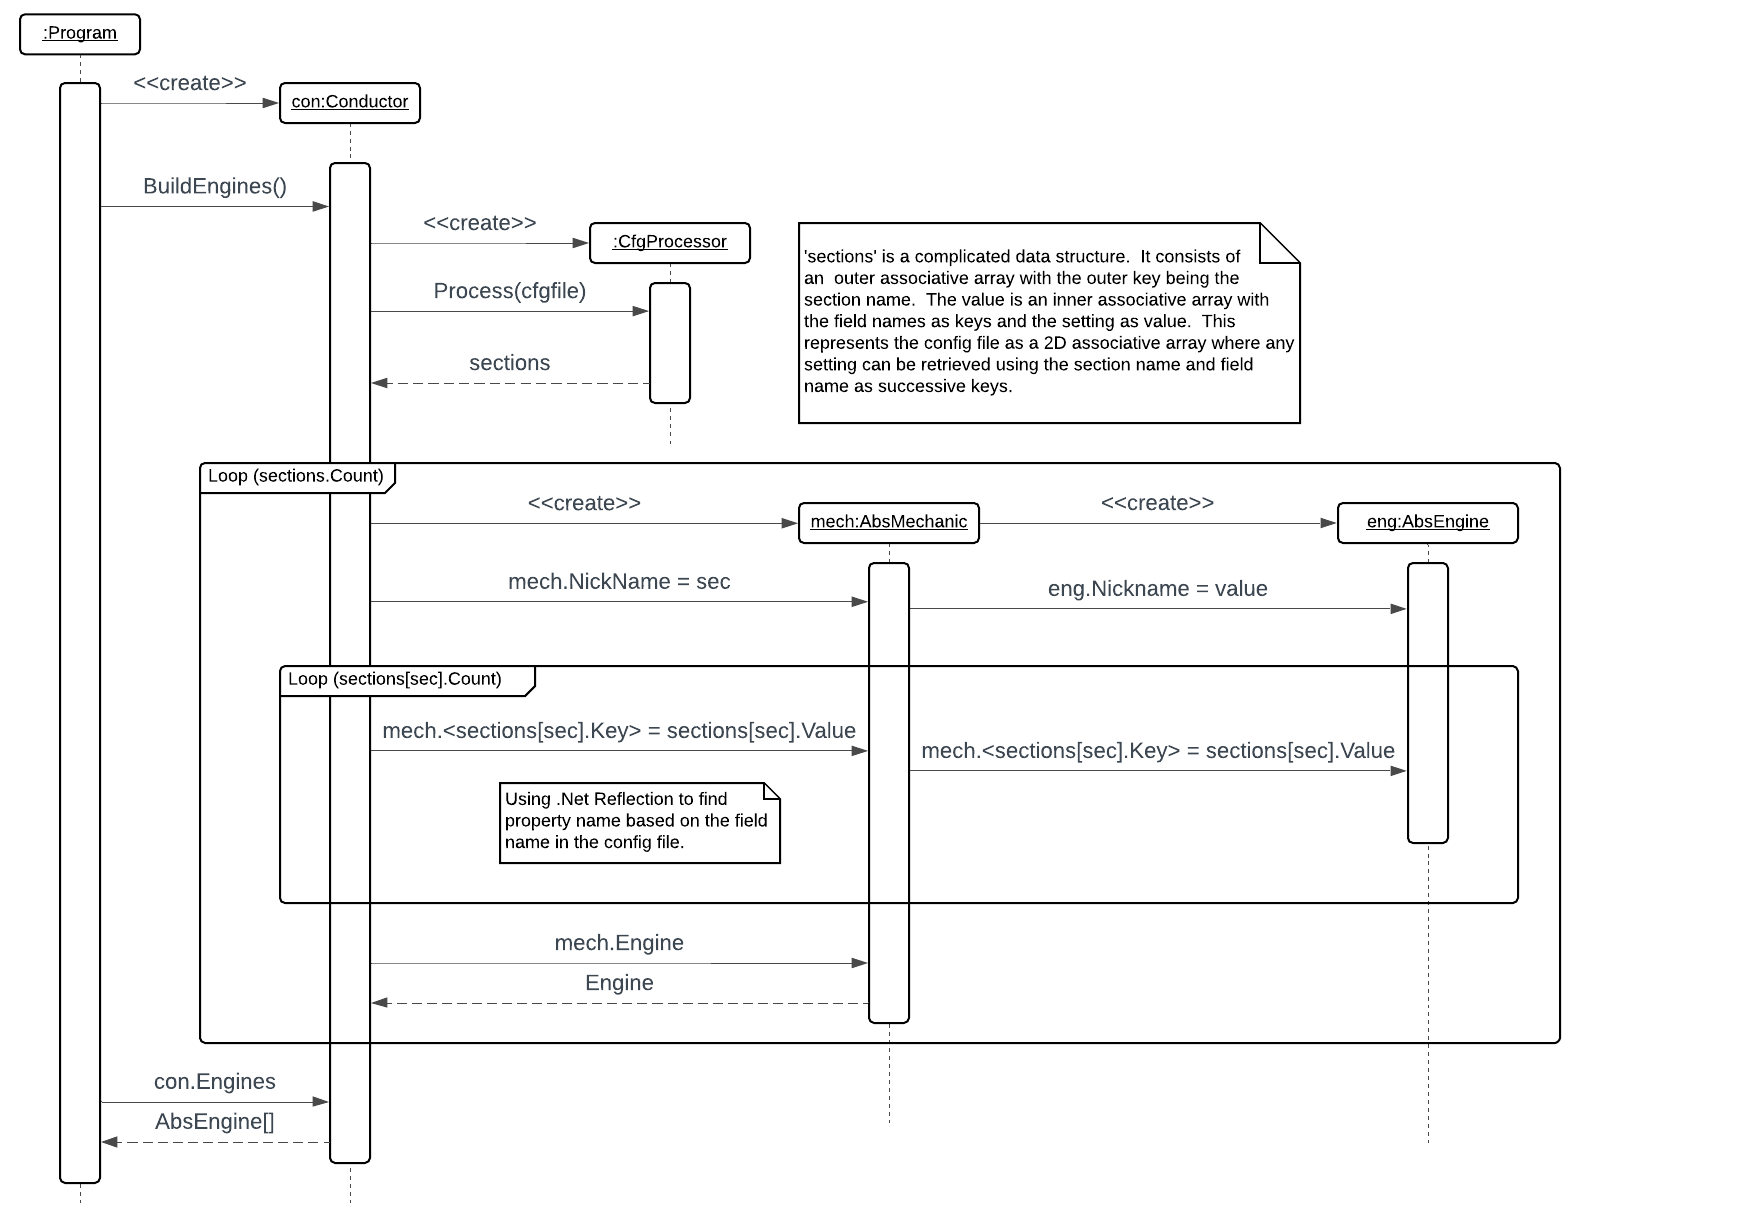 :Program
<<create>>
con:Conductor
BuildEngines()
<<create>>
:CfgProcessor
Process(cfgfile)
sections
'sections' is a complicated data structure.  It consists of
an  outer associative array with the outer key being the
section name.  The value is an inner associative array with
the field names as keys and the setting as value.  This
represents the config file as a 2D associative array where any
setting can be retrieved using the section name and field
name as successive keys.
Loop (sections.Count)
<<create>>
mech:AbsMechanic
<<create>>
eng:AbsEngine
mech.NickName = sec
eng.Nickname = value
Loop (sections[sec].Count)
mech.<sections[sec].Key> = sections[sec].Value
mech.<sections[sec].Key> = sections[sec].Value
Using .Net Reflection to find
property name based on the field
name in the config file.
mech.Engine
Engine
con.Engines
AbsEngine[]